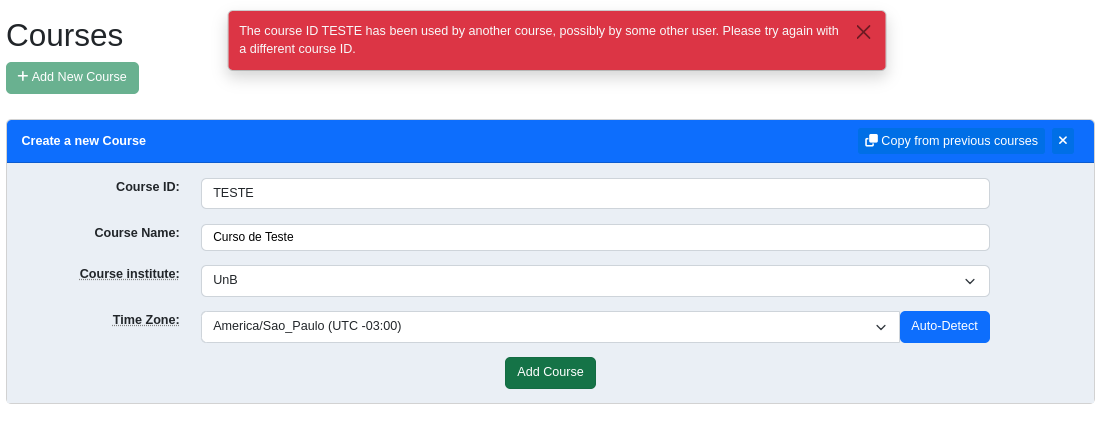 Courses
The course ID TESTE has been used by another course, possibly by some other user. Please try again with
a different course ID.
Add New Course
Create a new Course
Copy from previous courses
Course ID:
TESTE
Course Name:
Curso de Teste
Course institute:
UnB
Time Zone:
America/Sao_Paulo (UTC -03:00)
Auto-Detect
Add Course